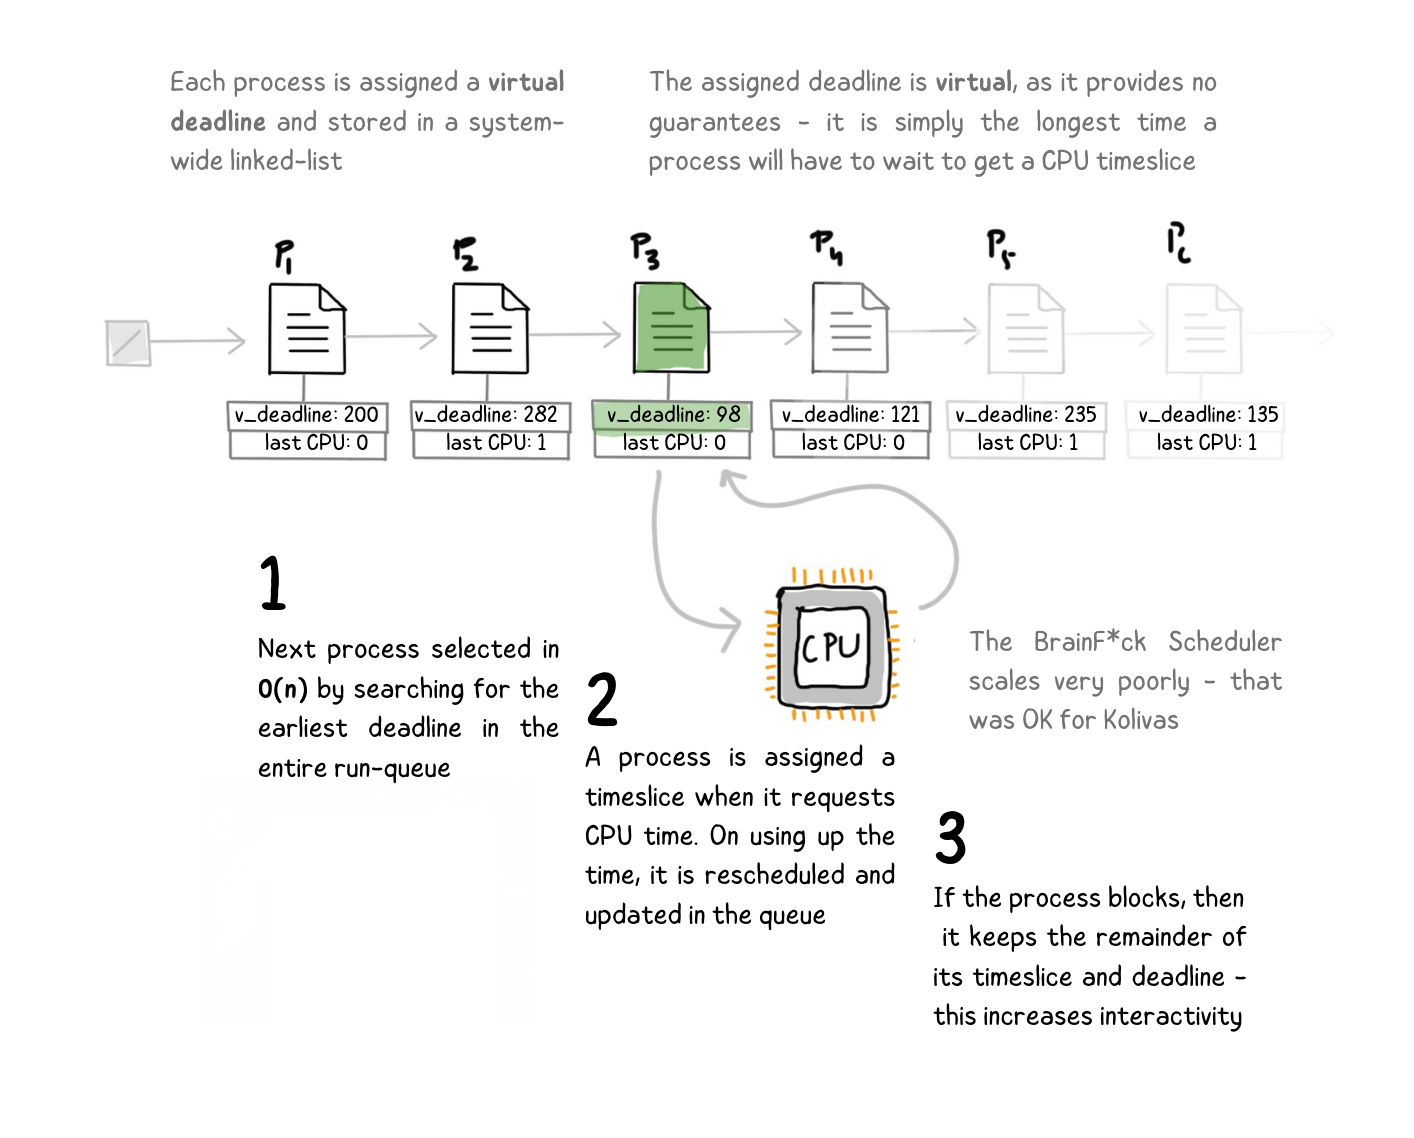 Each process is assigned a virtual
deadline and stored in a system-
wide linked-list
The assigned deadline is virtual, as it provides no
guarantees - it is simply the longest time a
process will have to wait to get a CPU timeslice
P1
P2
P3
P4
P5
P6
v_deadline: 200
last CPU: 0
v_deadline: 282
last CPU: 1
v_deadline: 98
last CPU: 0
v_deadline: 121
last CPU: 0
v_deadline: 235
last CPU: 1
v_deadline: 135
last CPU: 1
1
Next process selected in
O(n) by searching for the
earliest deadline in the
entire run-queue
CPU
2
A process is assigned a
timeslice when it requests
CPU time. On using up the
time, it is rescheduled and
updated in the queue
The BrainF*ck Scheduler
scales very poorly - that
was OK for Kolivas
3
If the process blocks, then
it keeps the remainder of
its timeslice and deadline -
this increases interactivity